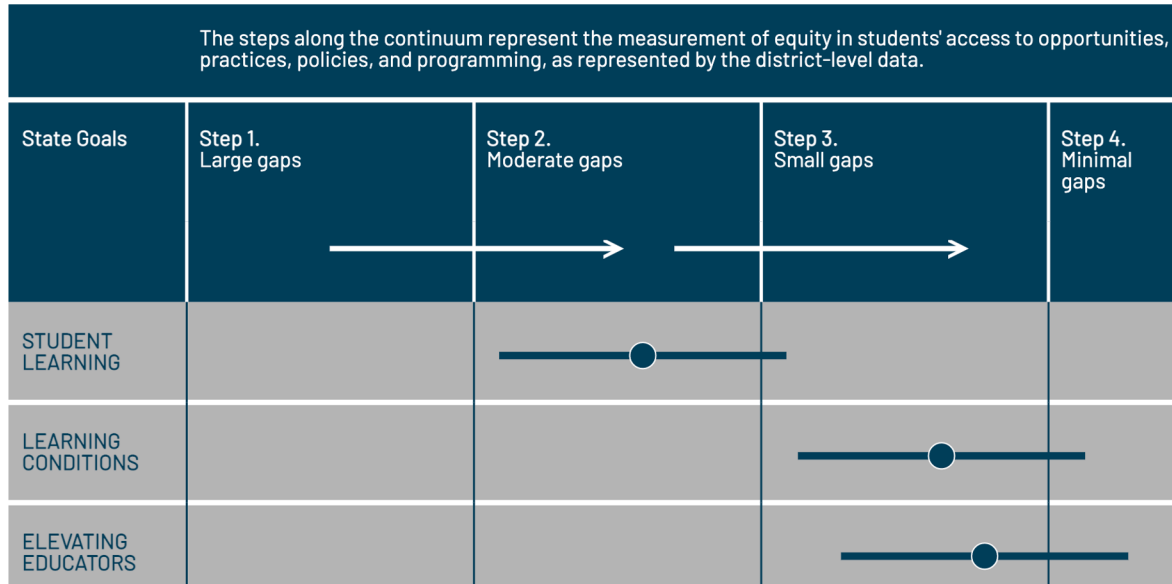 The steps along the continuum represent the measurement of equity in students' access to opportunities,
practices, policies, and programming, as represented by the district-level data.
State Goals
Step 1.
Large gaps
Step 2.
Moderate gaps
Step 3.
Small gaps
Step 4.
Minimal
gaps
STUDENT
LEARNING
LEARNING
CONDITIONS
ELEVATING
EDUCATORS